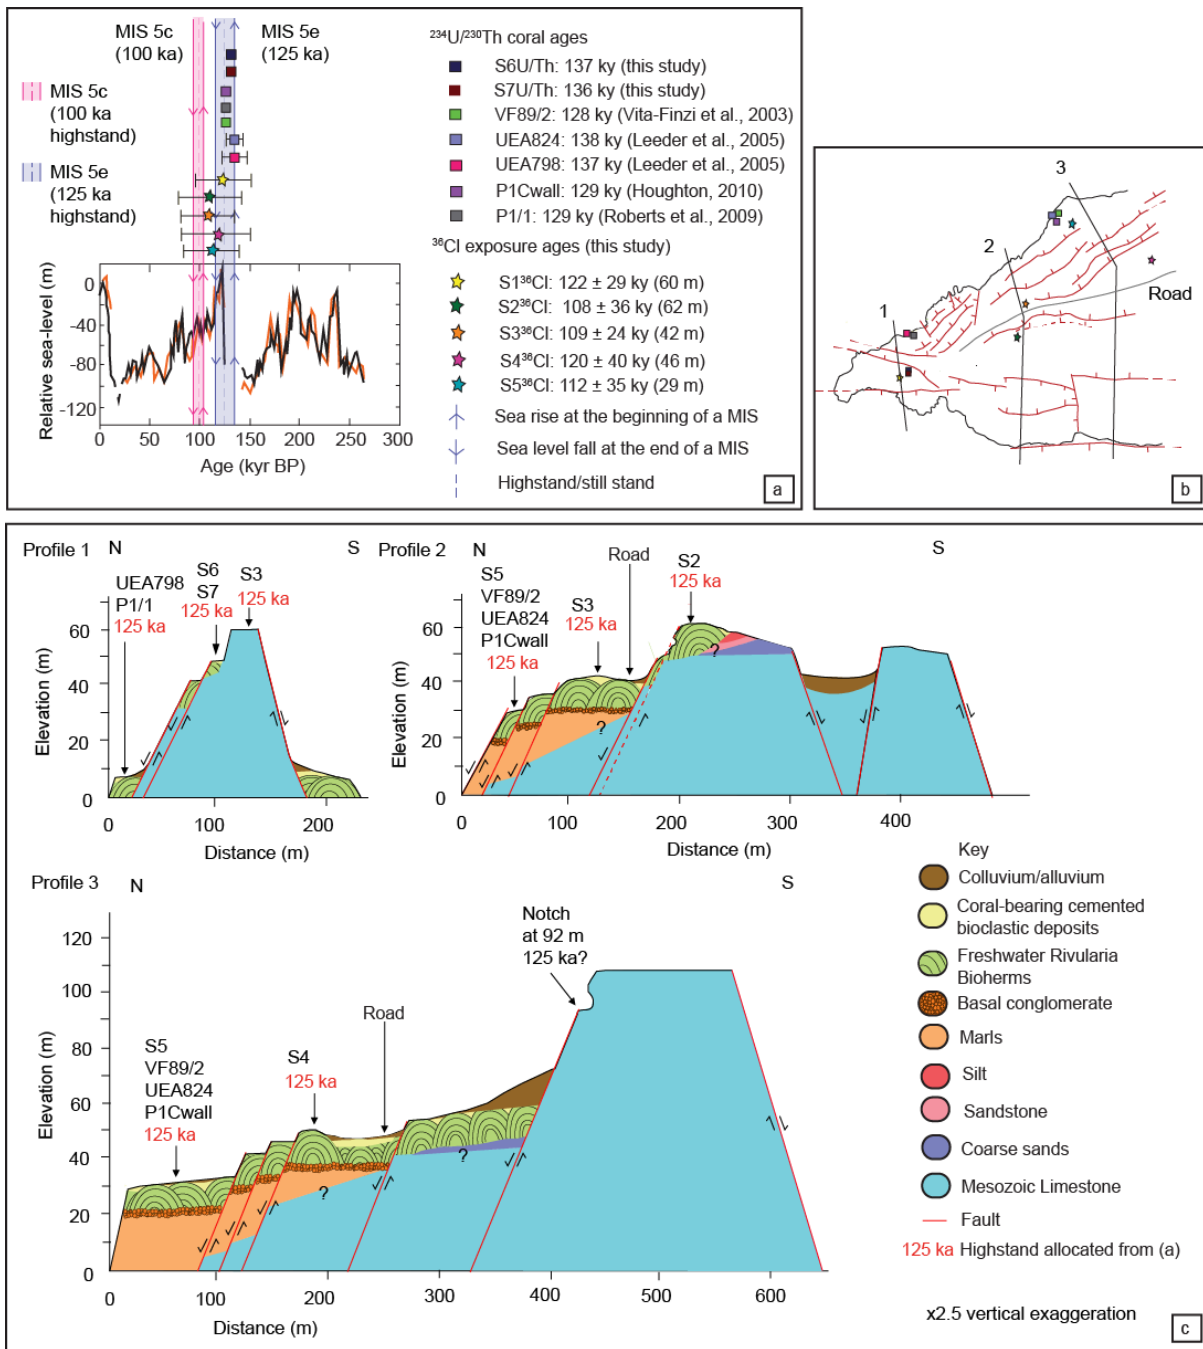 MIS 5c
(100 ka)
MIS 5e
(125 ka)
MIS 5c
(100 ka
highstand)
MIS 5e
(125 ka
highstand)
Relative sea-level (m)
0
-40
-80
-120
0
50
100
150
200
250
300
Age (kyr BP)
²³⁴U/²³⁰Th coral ages
S6U/Th: 137 ky (this study)
S7U/Th: 136 ky (this study)
VF89/2: 128 ky (Vita-Finzi et al., 2003)
UEA824: 138 ky (Leeder et al., 2005)
UEA798: 137 ky (Leeder et al., 2005)
P1Cwall: 129 ky (Houghton, 2010)
P1/1: 129 ky (Roberts et al., 2009)
³⁶Cl exposure ages (this study)
S1³⁶Cl: 122 ± 29 ky (60 m)
S2³⁶Cl: 108 ± 36 ky (62 m)
S3³⁶Cl: 109 ± 24 ky (42 m)
S4³⁶Cl: 120 ± 40 ky (46 m)
S5³⁶Cl: 112 ± 35 ky (29 m)
Sea rise at the beginning of a MIS
Sea level fall at the end of a MIS
Highstand/still stand
a
1
2
3
Road
b
Profile 1
N
S
UEA798
P1/1
125 ka
S6
S7
125 ka
S3
125 ka
Elevation (m)
60
40
20
0
0
100
200
Distance (m)
Profile 2
N
S
S5
VF89/2
UEA824
P1Cwall
125 ka
S3
125 ka
Road
S2
125 ka
?
?
Elevation (m)
60
40
20
0
0
100
200
300
400
Distance (m)
Profile 3
N
S
S5
VF89/2
UEA824
P1Cwall
125 ka
S4
125 ka
Road
Notch
at 92 m
125 ka?
?
?
Elevation (m)
120
100
80
60
40
20
0
0
100
200
300
400
500
600
Distance (m)
Key
Colluvium/alluvium
Coral-bearing cemented
bioclastic deposits
Freshwater Rivularia
Bioherms
Basal conglomerate
Marls
Silt
Sandstone
Coarse sands
Mesozoic Limestone
Fault
125 ka Highstand allocated from (a)
x2.5 vertical exaggeration
c